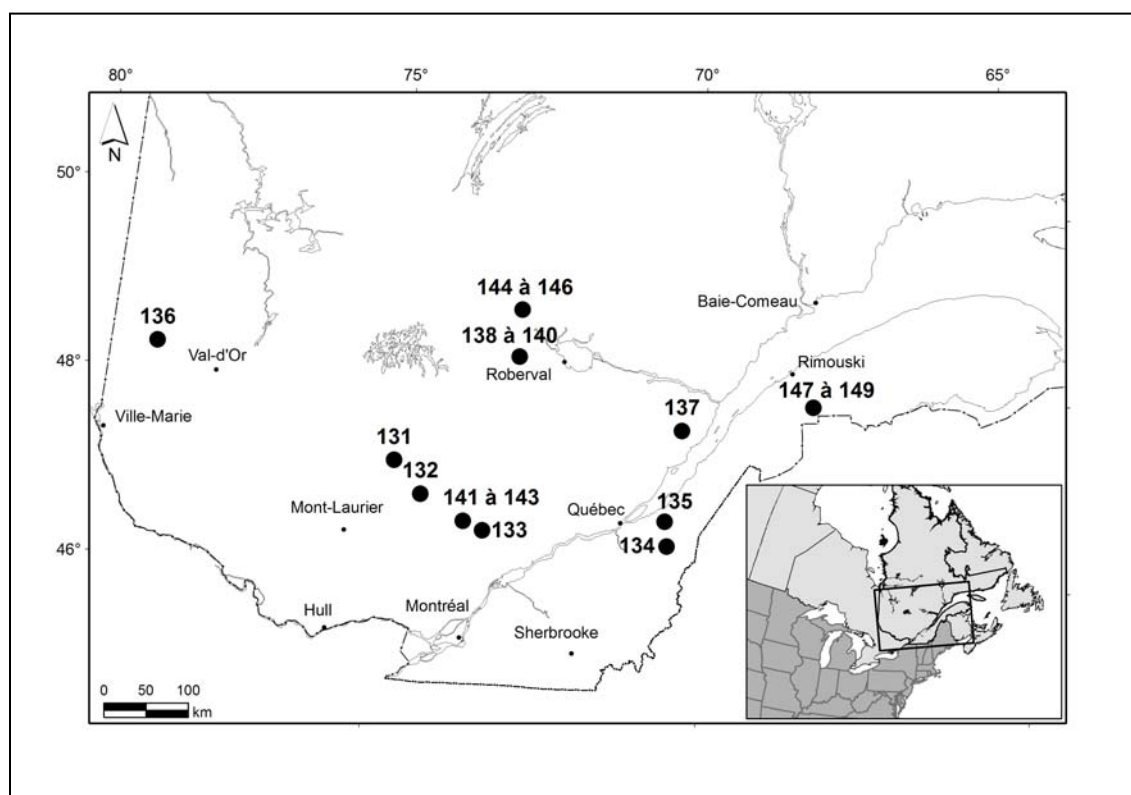 80° 75° 70° 65°
N
50°
144 à 146
Baie-Comeau
136
138 à 140
48°
Val-d'Or
Roberval
Rimouski
147 à 149
137
Ville-Marie
131
132
141 à 143
135
Québec
Mont-Laurier
133
46°
134
Hull
Montréal
Sherbrooke
0 50 100
km